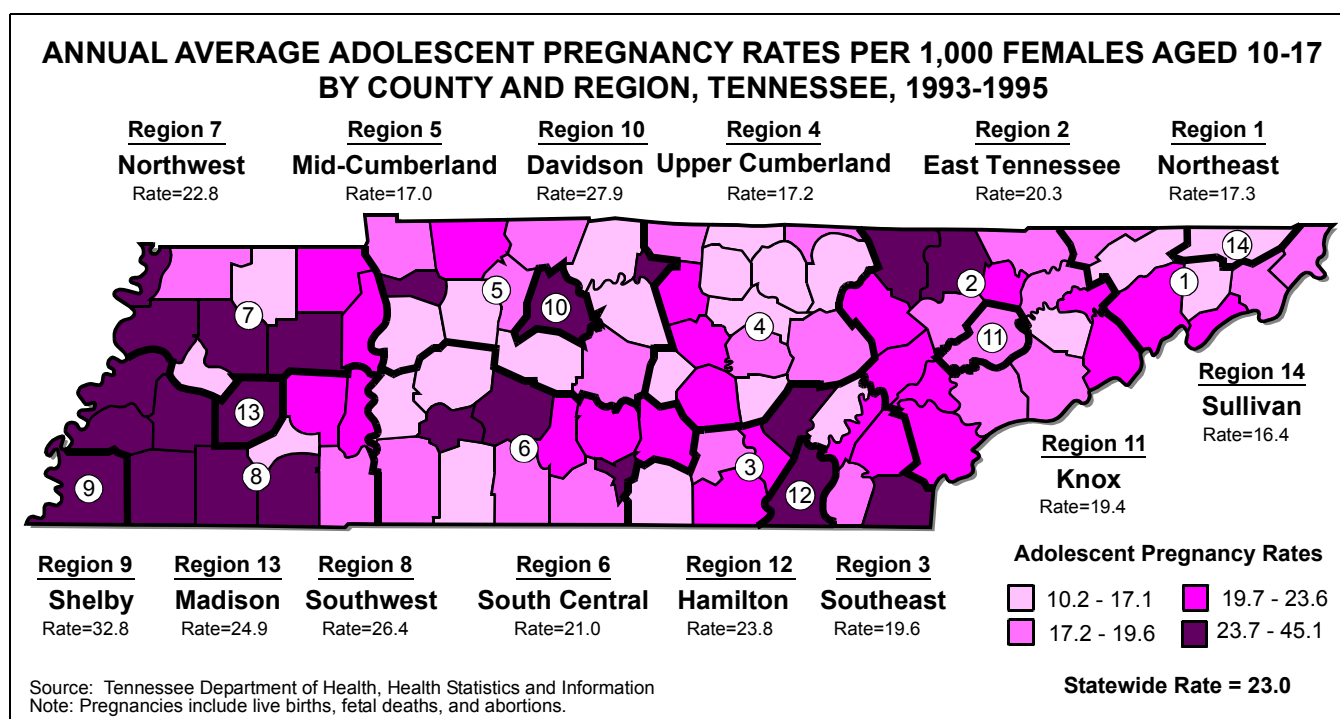 ANNUAL AVERAGE ADOLESCENT PREGNANCY RATES PER 1,000 FEMALES AGED 10-17
BY COUNTY AND REGION, TENNESSEE, 1993-1995
Region 7
Northwest
Rate=22.8
Region 5
Mid-Cumberland
Rate=17.0
Region 10
Davidson
Rate=27.9
Region 4
Upper Cumberland
Rate=17.2
Region 2
East Tennessee
Rate=20.3
Region 1
Northeast
Rate=17.3
14
1
2
5
10
7
4
11
13
6
3
8
9
12
Region 14
Sullivan
Rate=16.4
Region 11
Knox
Rate=19.4
Region 9
Shelby
Rate=32.8
Region 13
Madison
Rate=24.9
Region 8
Southwest
Rate=26.4
Region 6
South Central
Rate=21.0
Region 12
Hamilton
Rate=23.8
Region 3
Southeast
Rate=19.6
Adolescent Pregnancy Rates
10.2 - 17.1
19.7 - 23.6
17.2 - 19.6
23.7 - 45.1
Statewide Rate = 23.0
Source: Tennessee Department of Health, Health Statistics and Information
Note: Pregnancies include live births, fetal deaths, and abortions.